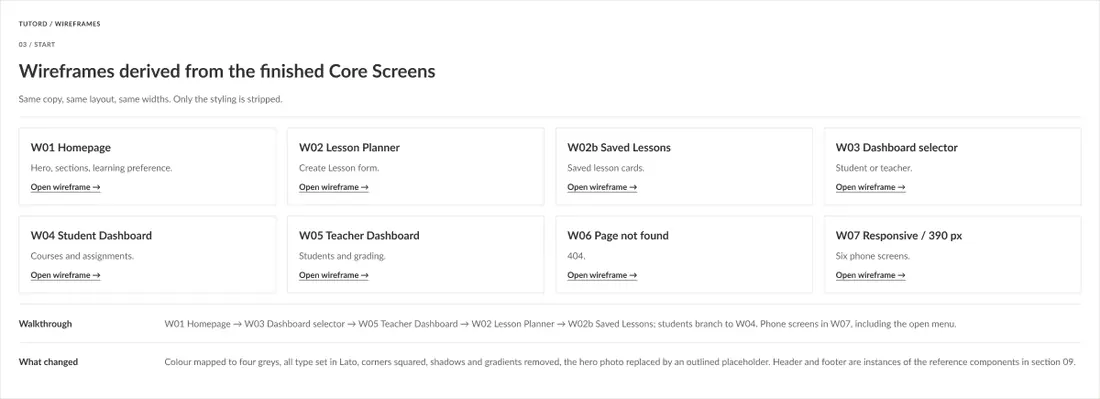 TUTORD / WIREFRAMES
03 / START
Wireframes derived from the finished Core Screens
Same copy, same layout, same widths. Only the styling is stripped.
W01 Homepage
Hero, sections, learning preference.
Open wireframe →
W02 Lesson Planner
Create Lesson form.
Open wireframe →
W02b Saved Lessons
Saved lesson cards.
Open wireframe →
W03 Dashboard selector
Student or teacher.
Open wireframe →
W04 Student Dashboard
Courses and assignments.
Open wireframe →
W05 Teacher Dashboard
Students and grading.
Open wireframe →
W06 Page not found
404.
Open wireframe →
W07 Responsive / 390 px
Six phone screens.
Open wireframe →
Walkthrough
W01 Homepage → W03 Dashboard selector → W05 Teacher Dashboard → W02 Lesson Planner → W02b Saved Lessons; students branch to W04. Phone screens in W07, including the open menu.
What changed
Colour mapped to four greys, all type set in Lato, corners squared, shadows and gradients removed, the hero photo replaced by an outlined placeholder. Header and footer are instances of the reference components in section 09.